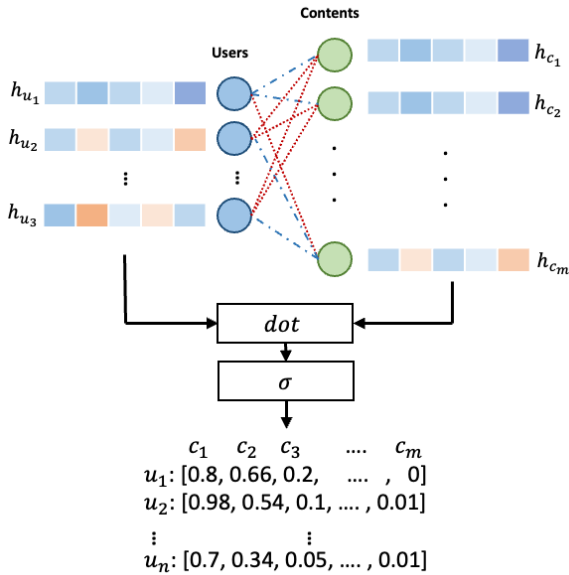 Contents
Users
h_{u_1}
h_{c_1}
h_{u_2}
h_{c_2}
h_{u_3}
h_{c_m}
dot
σ
c_1 c_2 c_3 .... c_m
u_1: [0.8, 0.66, 0.2, .... , 0]
u_2: [0.98, 0.54, 0.1, .... , 0.01]
u_n: [0.7, 0.34, 0.05, .... , 0.01]